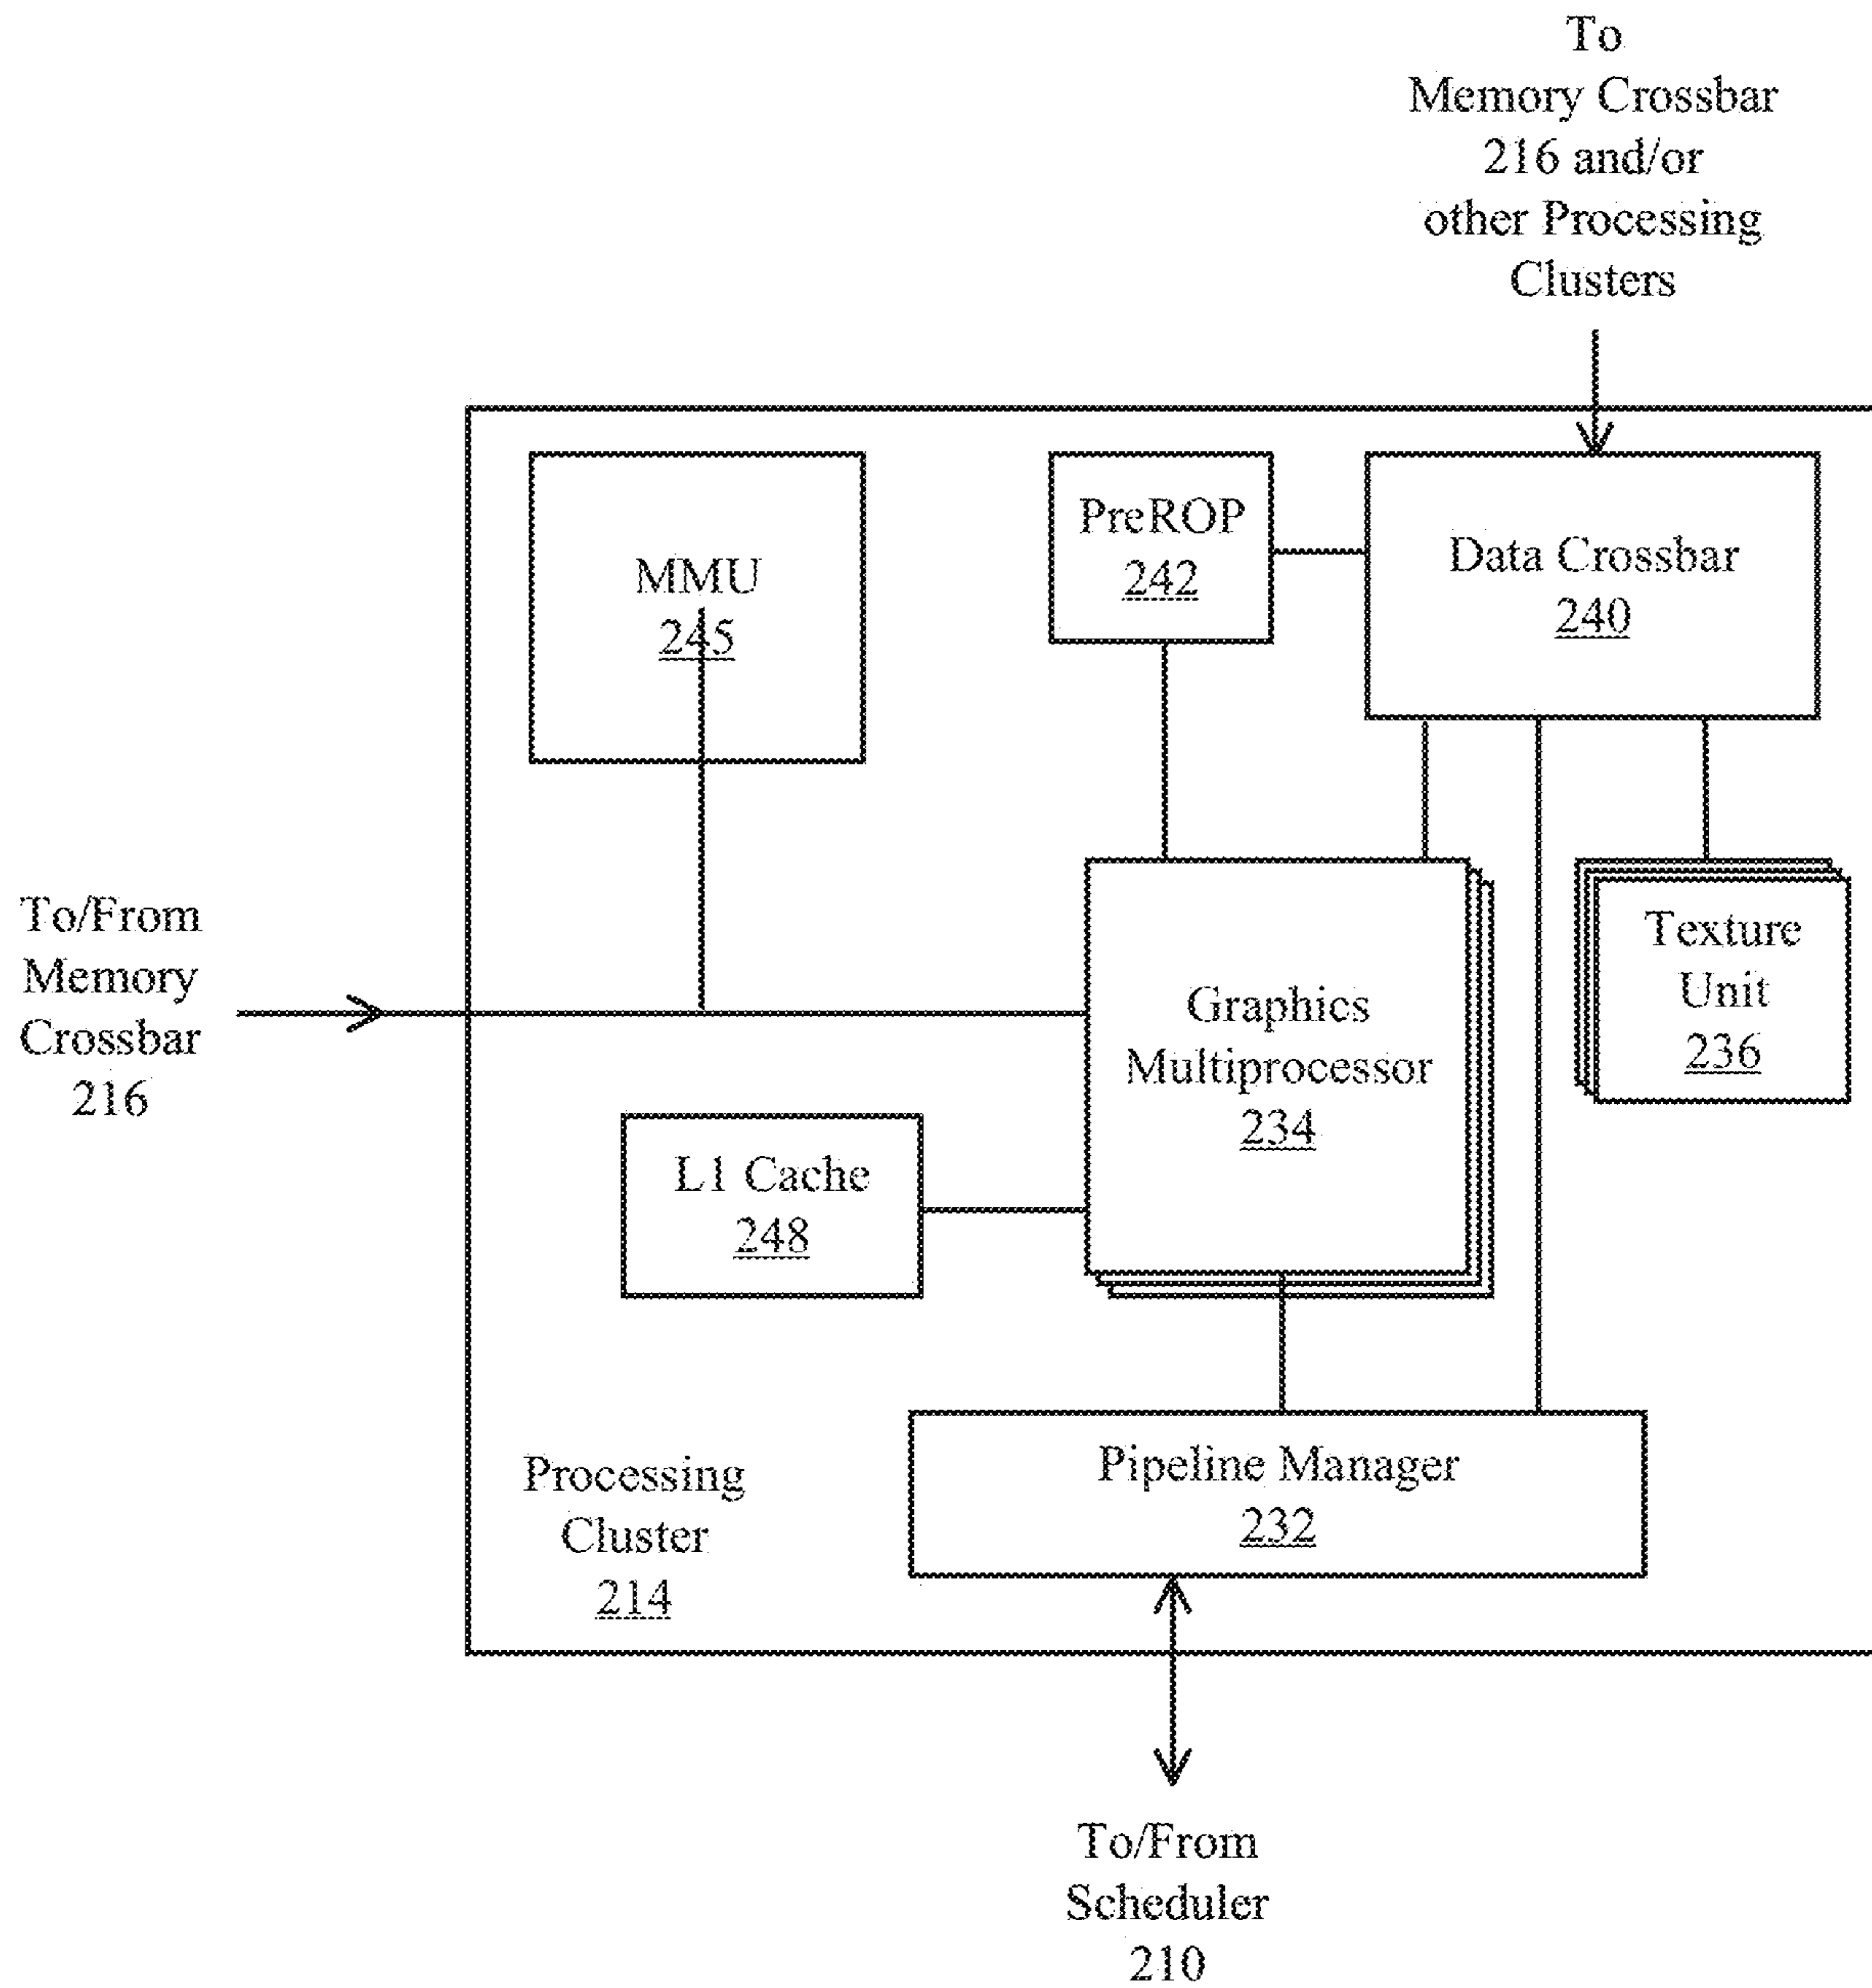 To
Memory Crossbar
216 and/or
other Processing
Clusters
MMU
245
PreROP
242
Data Crossbar
240
To/From
Memory
Crossbar
216
Graphics
Multiprocessor
234
Texture
Unit
236
L1 Cache
248
Processing
Cluster
214
Pipeline Manager
232
To/From
Scheduler
210